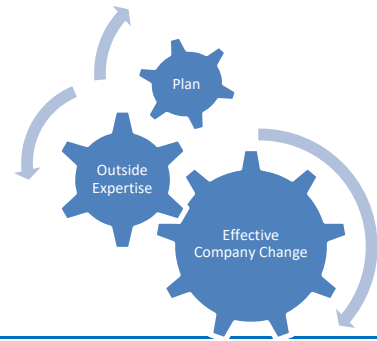 Plan
Outside
Expertise
Effective
Company Change